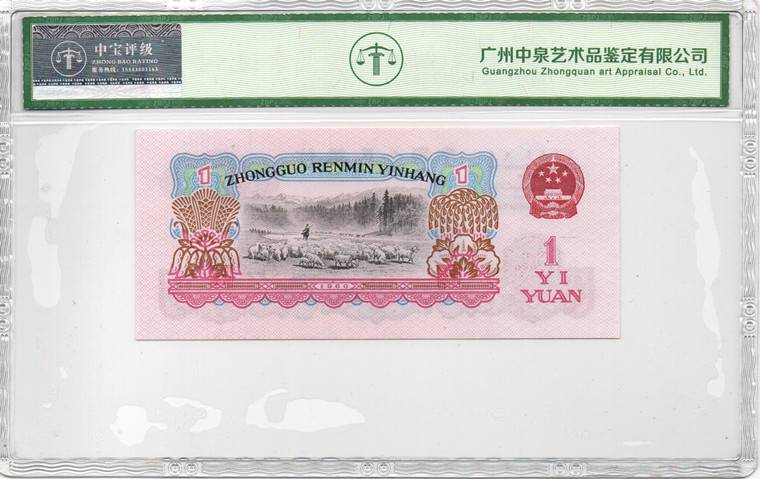 中宝评级
ZHONG BAO RATING
广州中泉艺术品鉴定有限公司
Guangzhou Zhongquan art Appraisal Co., Ltd.
1
ZHONGGUO RENMIN YINHANG
1
1960
1
YI
YUAN